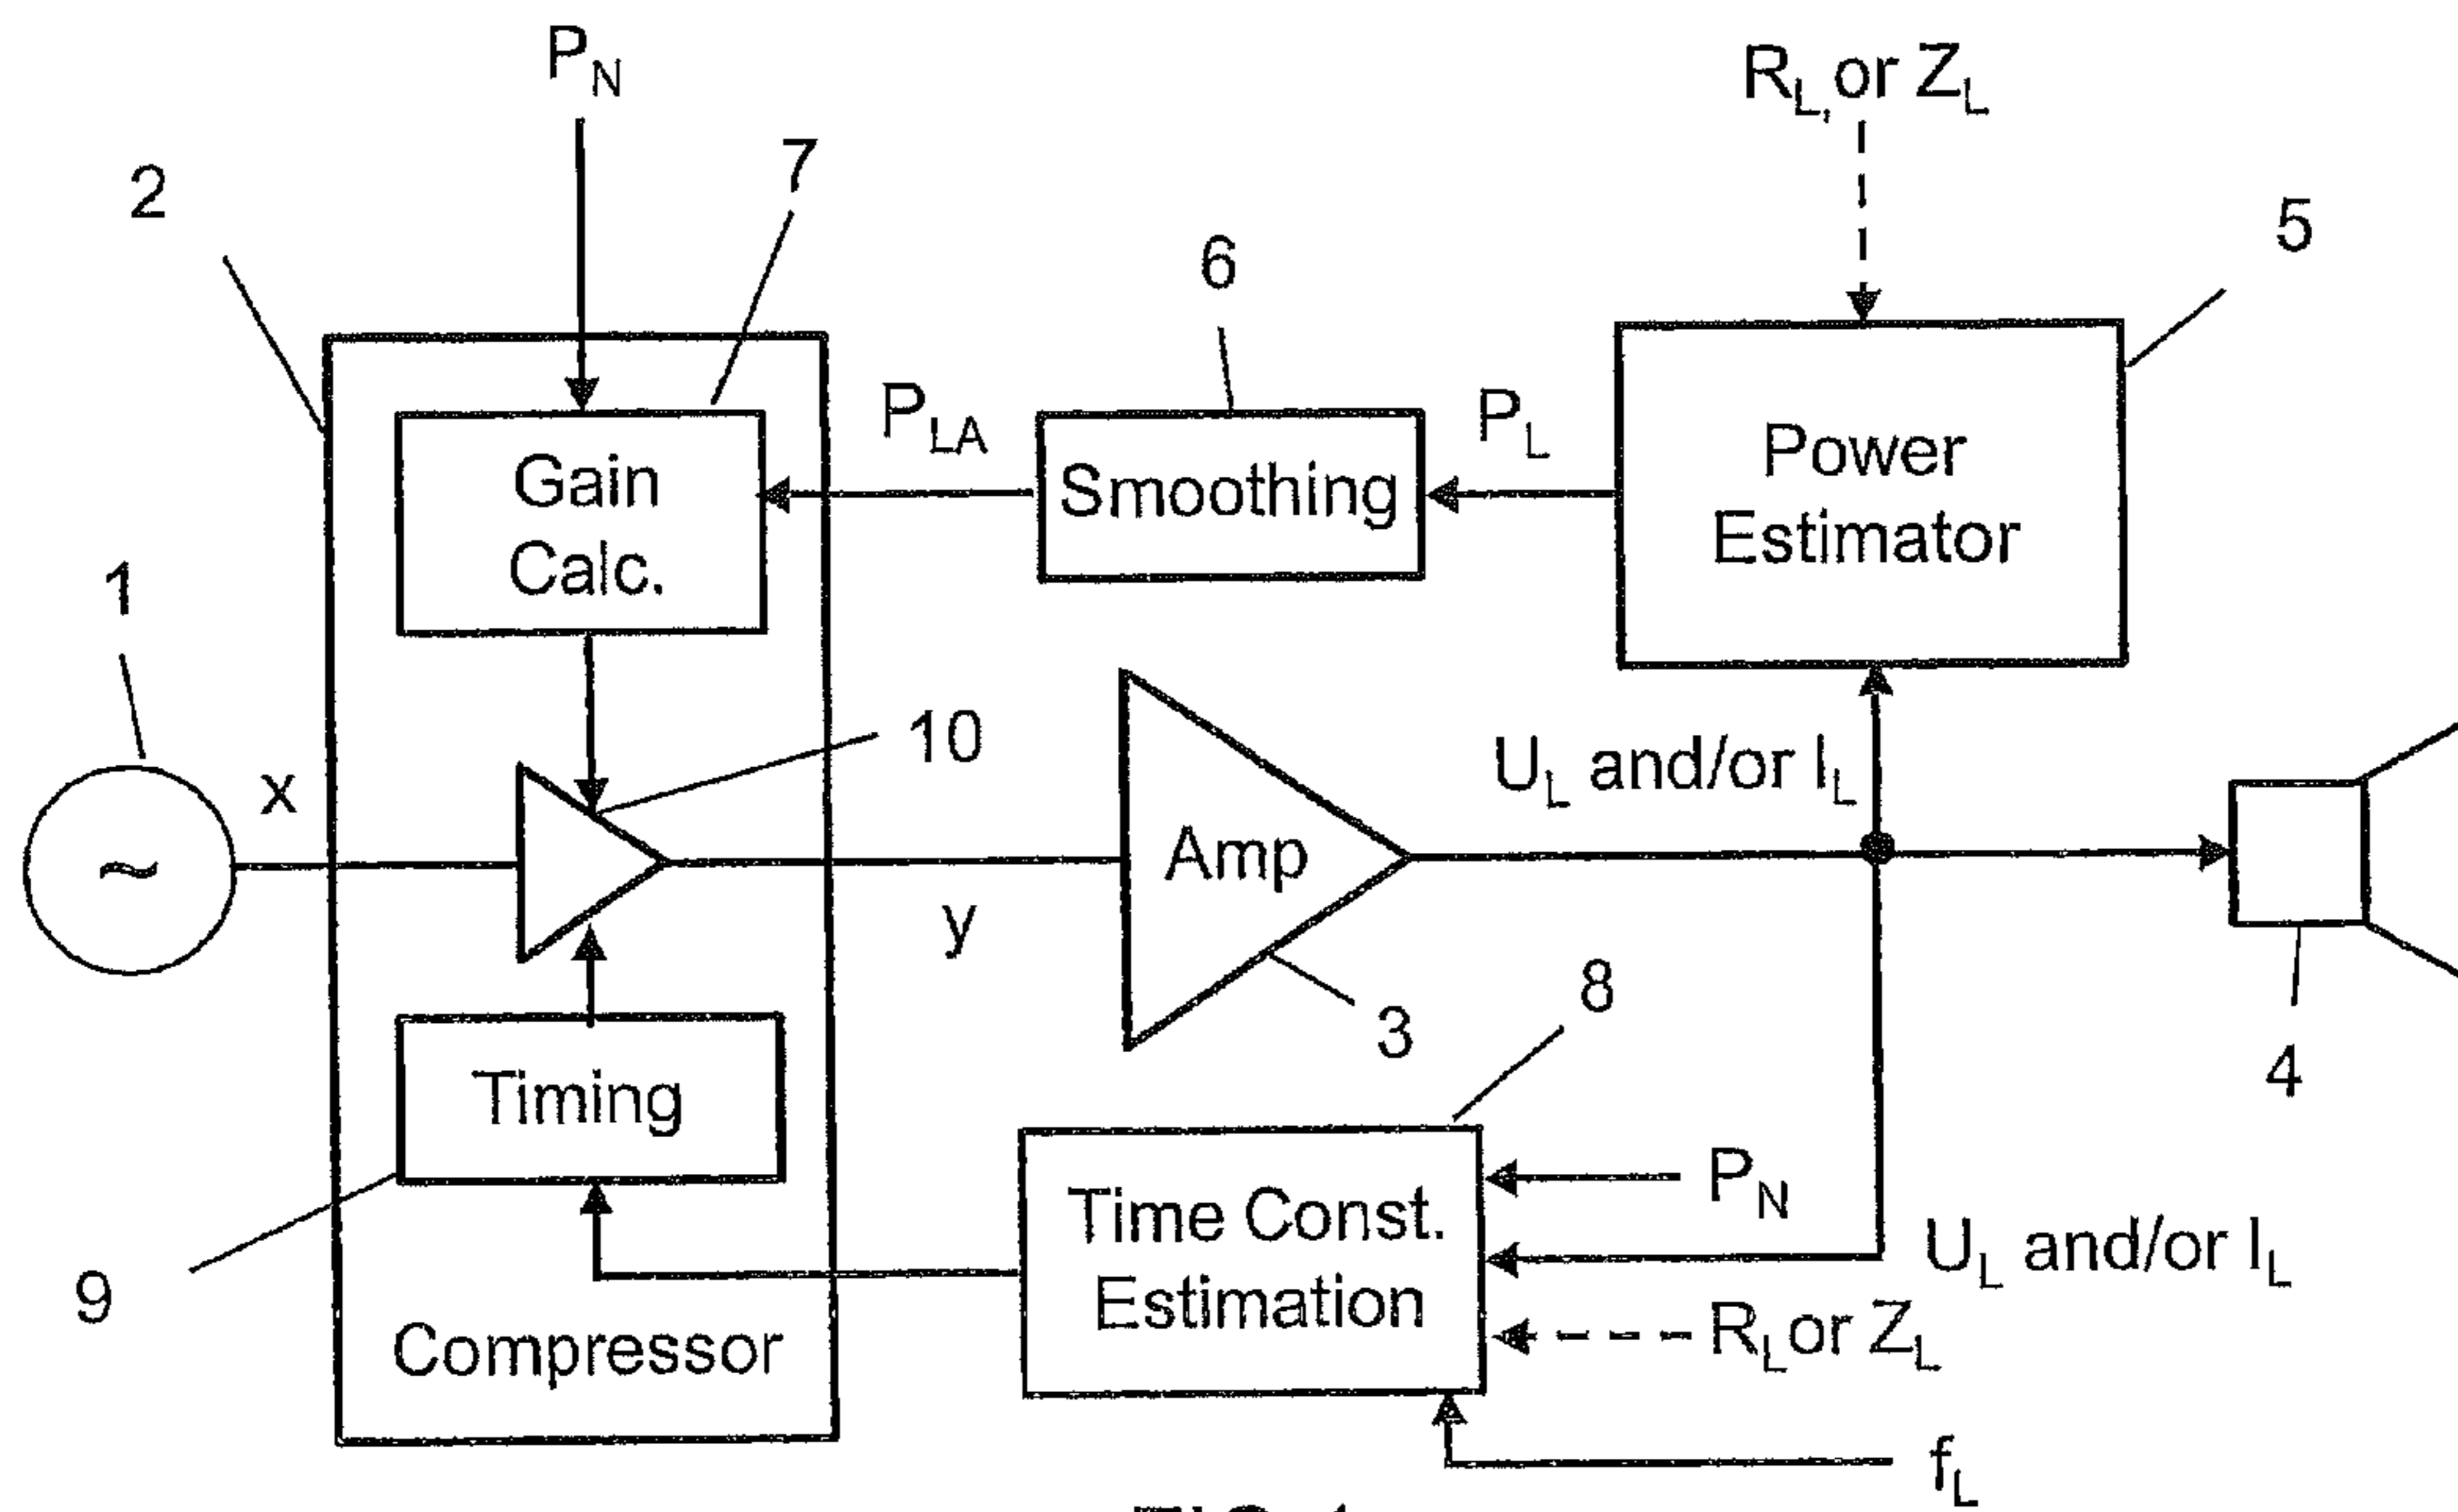 P_N
R_L, or Z_L
2
7
6
5
P_LA
P_L
Gain
Calc.
Smoothing
Power
Estimator
1
x
~
10
U_L and/or I_L
Amp
y
3
8
4
Timing
9
Time Const.
Estimation
P_N
U_L and/or I_L
R_L or Z_L
Compressor
f_L